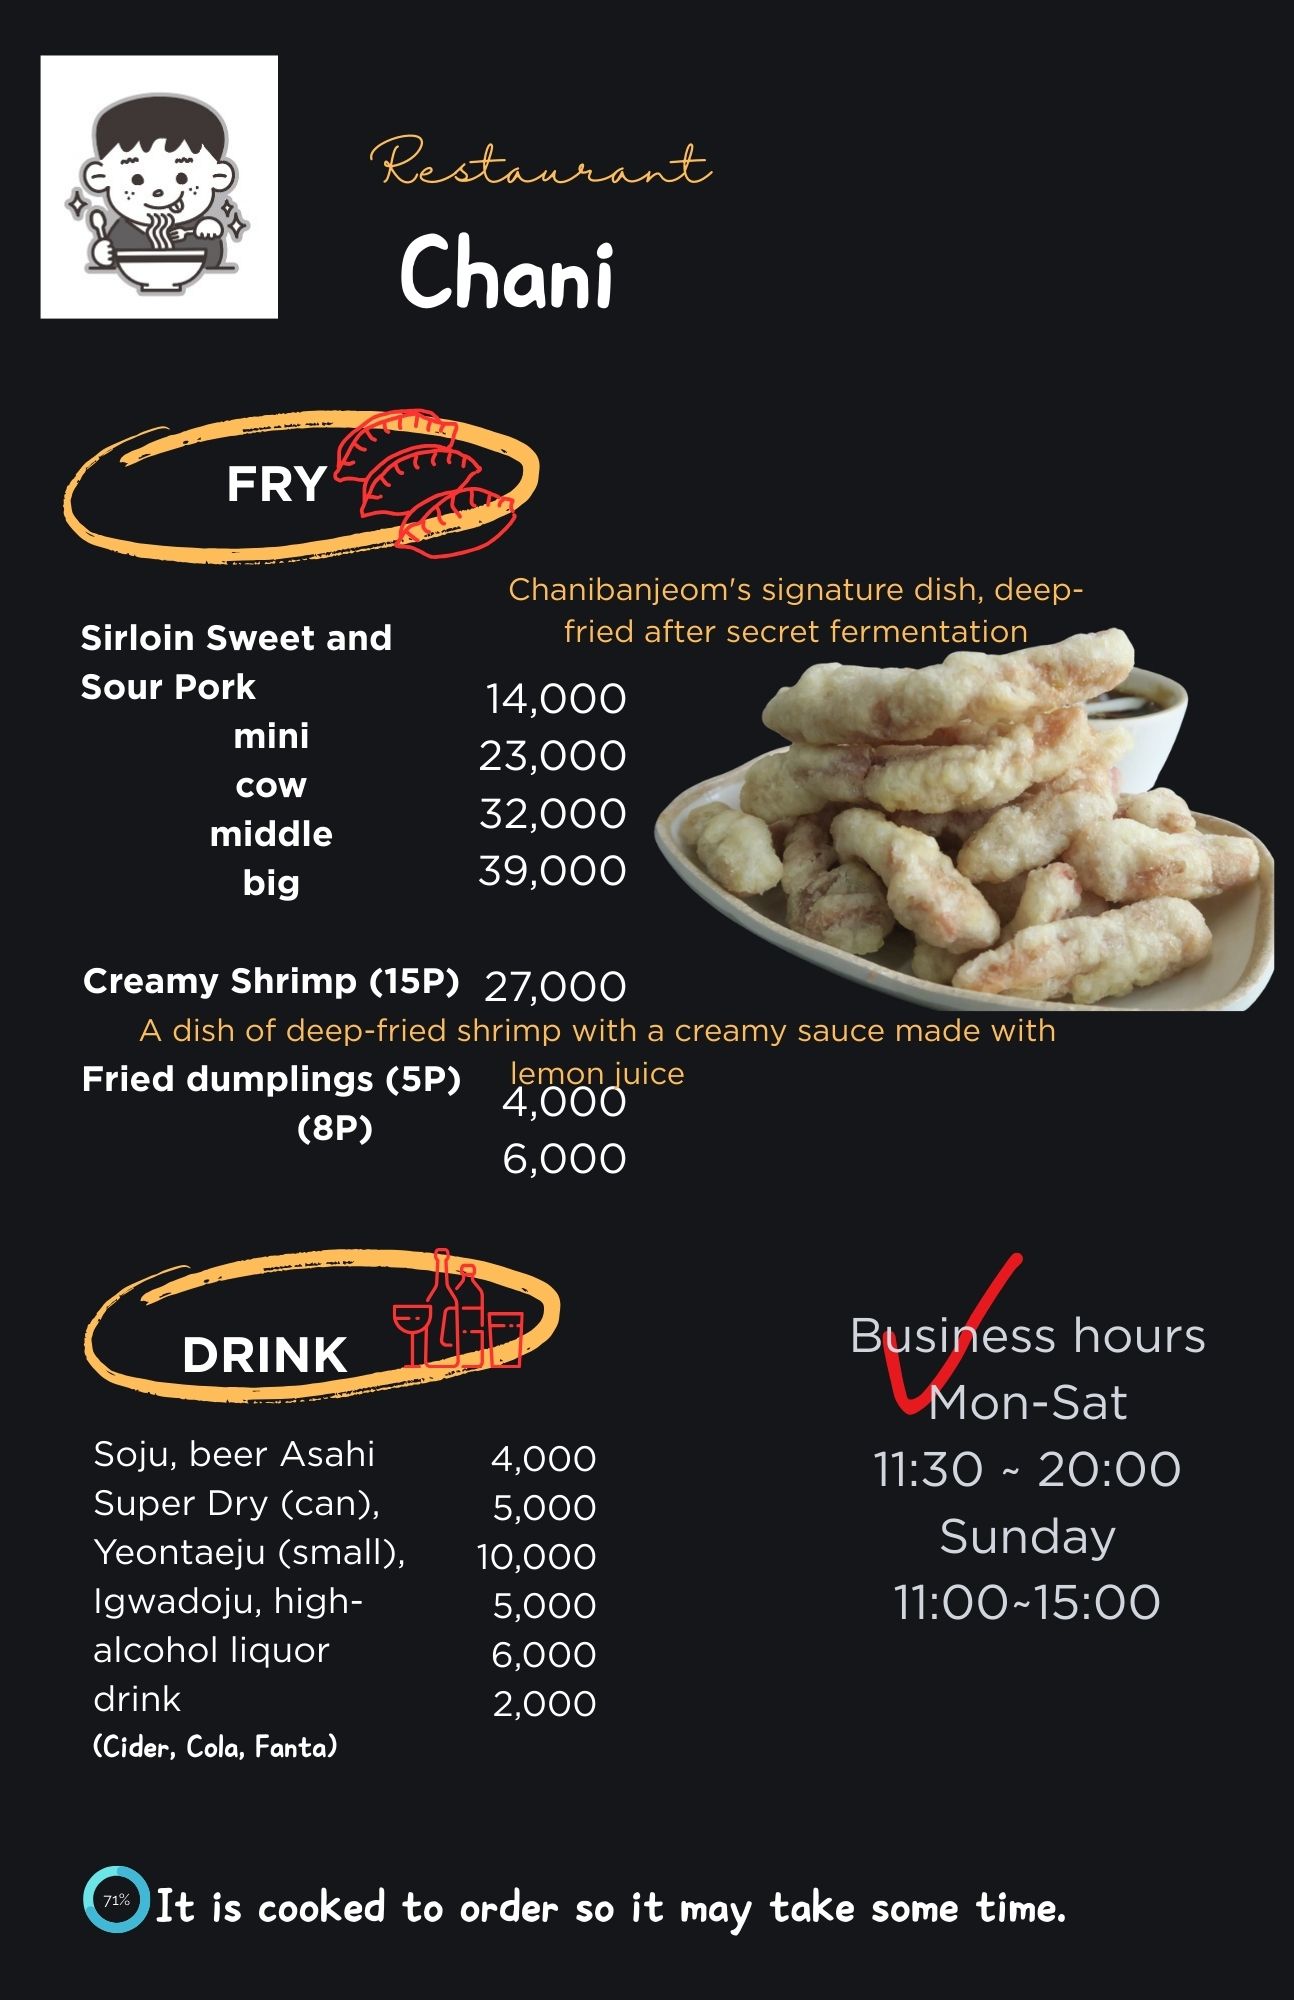 Restaurant
Chani
FRY
Chanibanjeom's signature dish, deep-
fried after secret fermentation
Sirloin Sweet and
Sour Pork
14,000
mini
23,000
cow
32,000
middle
39,000
big
Creamy Shrimp (15P) 27,000
A dish of deep-fried shrimp with a creamy sauce made with
lemon juice
Fried dumplings (5P)
4,000
(8P)
6,000
DRINK
Soju, beer Asahi 4,000
Super Dry (can), 5,000
Yeontaeju (small), 10,000
Igwadoju, high- 5,000
alcohol liquor 6,000
drink 2,000
(Cider, Cola, Fanta)
Business hours
Mon-Sat
11:30 ~ 20:00
Sunday
11:00~15:00
71%
It is cooked to order so it may take some time.